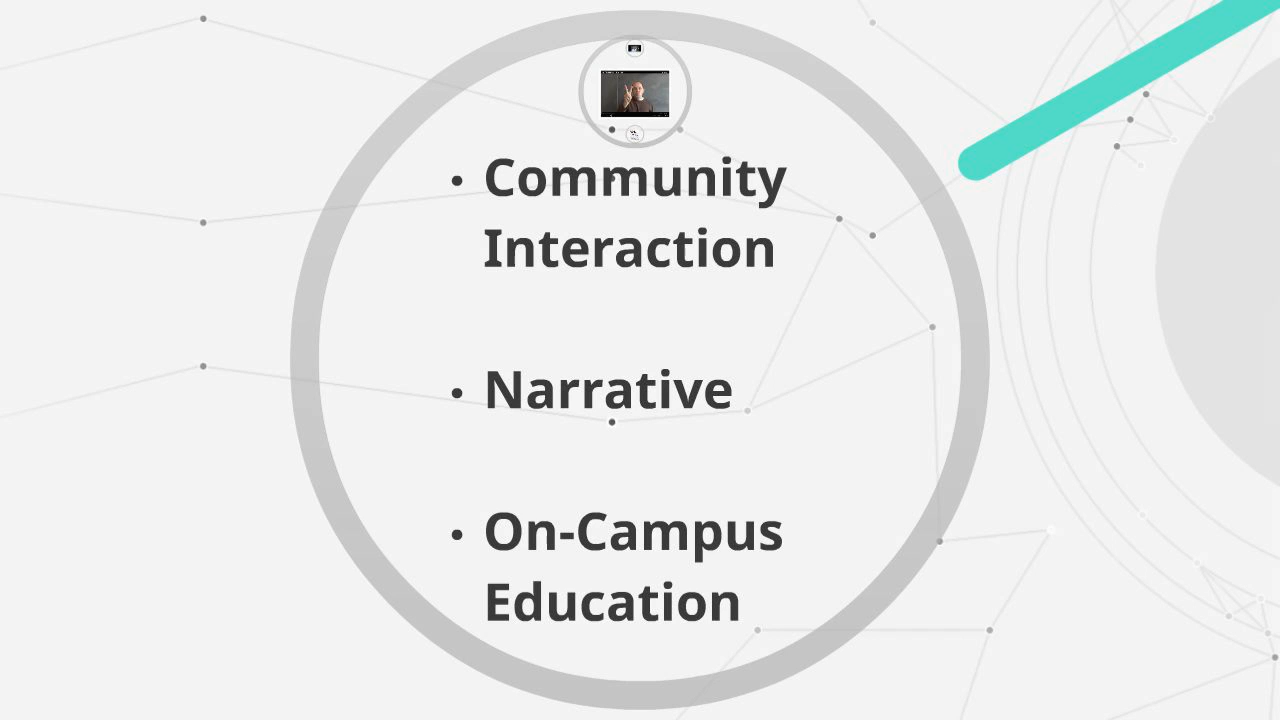 • Community
Interaction
• Narrative
• On-Campus
Education